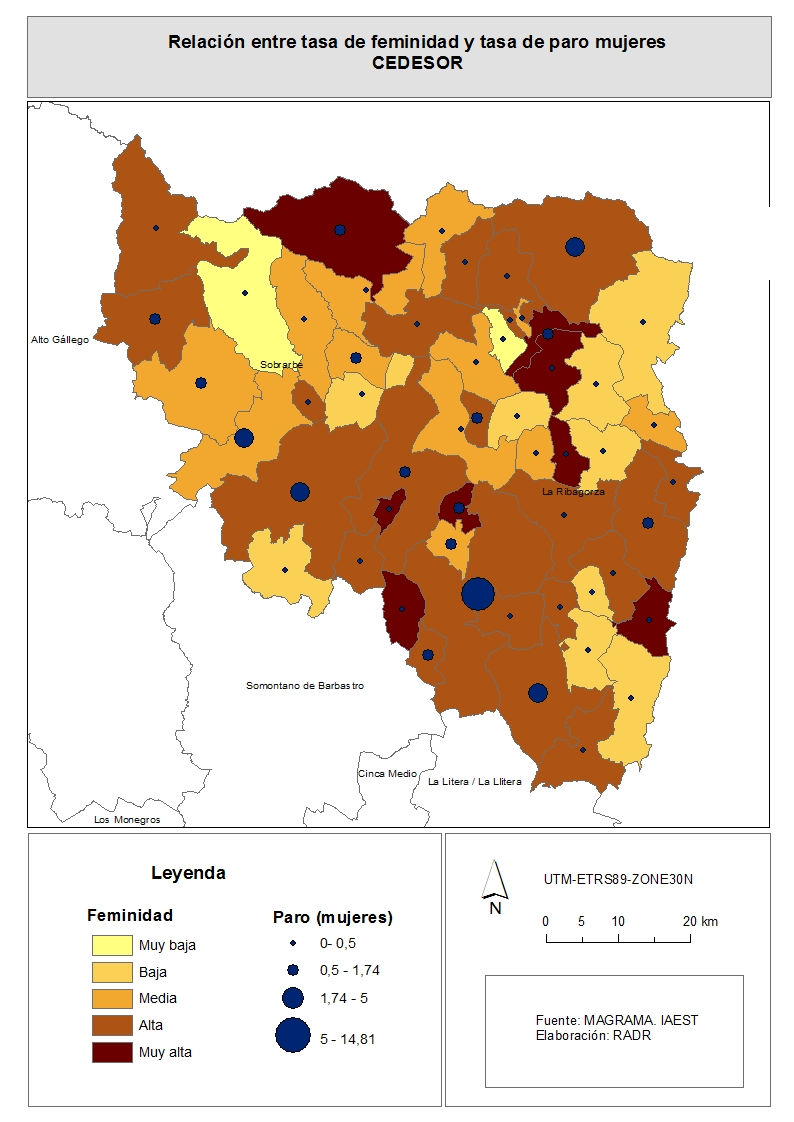 Relación entre tasa de feminidad y tasa de paro mujeres
CEDESOR
Alto Gállego
Sobrarbe
La Ribagorza
Somontano de Barbastro
Cinca Medio
La Litera / La Llitera
Los Monegros
Leyenda
Feminidad
Muy baja
Baja
Media
Alta
Muy alta
Paro (mujeres)
0- 0,5
0,5 - 1,74
1,74 - 5
5 - 14,81
N
UTM-ETRS89-ZONE30N
0 5 10 20 km
Fuente: MAGRAMA. IAEST
Elaboración: RADR